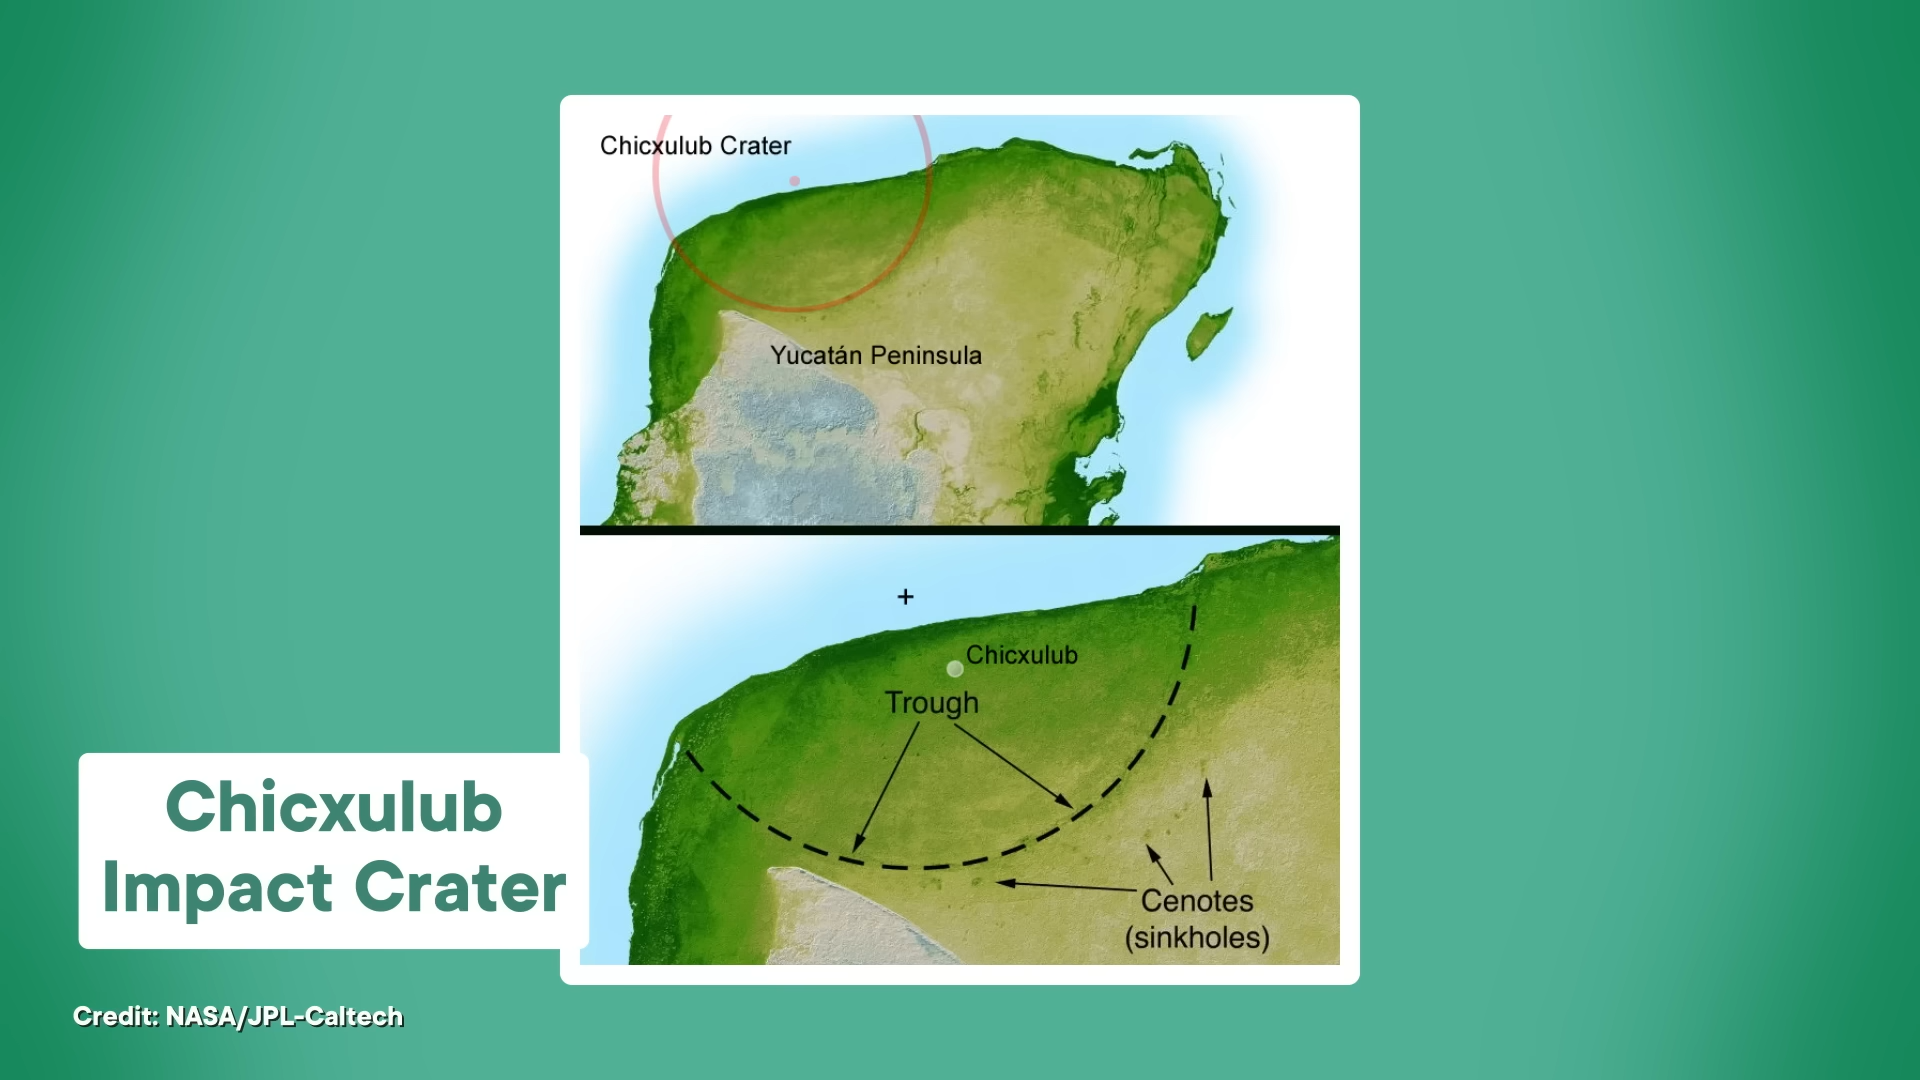 Chicxulub Crater
Yucatán Peninsula
+
Chicxulub
Trough
Cenotes
(sinkholes)
Chicxulub
Impact Crater
Credit: NASA/JPL-Caltech